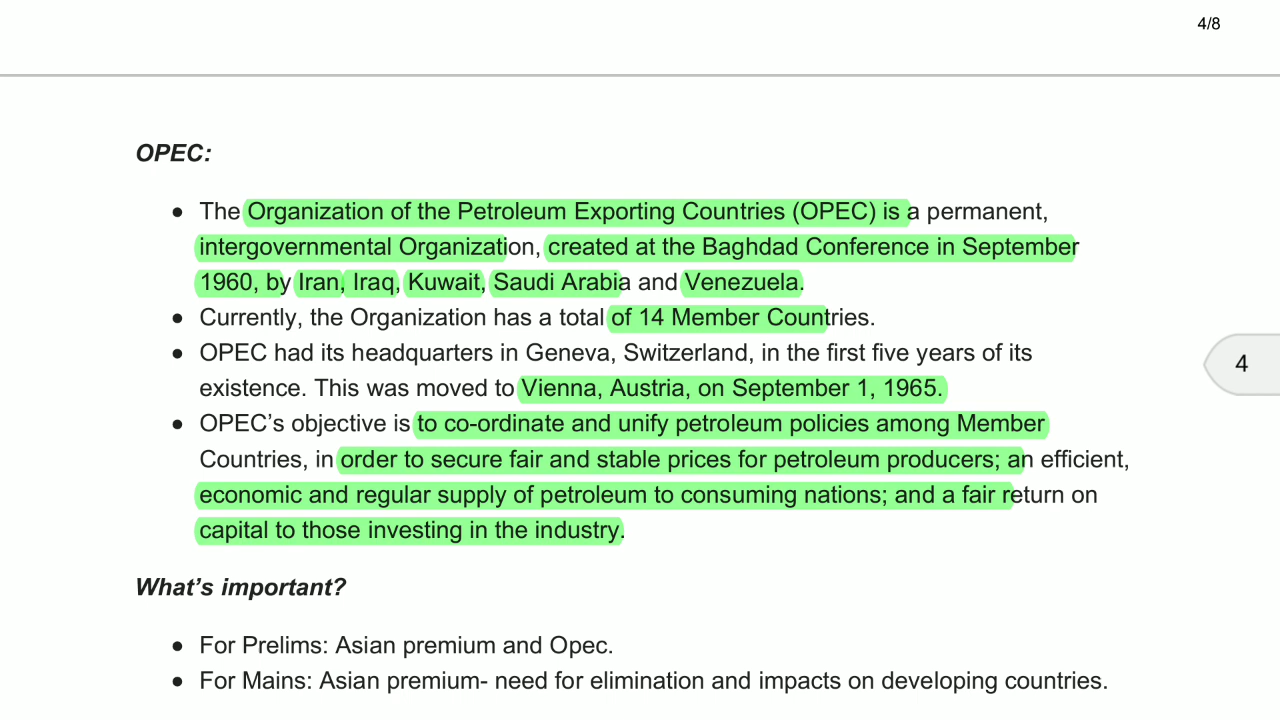 4/8
OPEC:
● The Organization of the Petroleum Exporting Countries (OPEC) is a permanent,
intergovernmental Organization, created at the Baghdad Conference in September
1960, by Iran, Iraq, Kuwait, Saudi Arabia and Venezuela.
● Currently, the Organization has a total of 14 Member Countries.
● OPEC had its headquarters in Geneva, Switzerland, in the first five years of its
existence. This was moved to Vienna, Austria, on September 1, 1965.
● OPEC’s objective is to co-ordinate and unify petroleum policies among Member
Countries, in order to secure fair and stable prices for petroleum producers; an efficient,
economic and regular supply of petroleum to consuming nations; and a fair return on
capital to those investing in the industry.
4
What’s important?
● For Prelims: Asian premium and Opec.
● For Mains: Asian premium- need for elimination and impacts on developing countries.